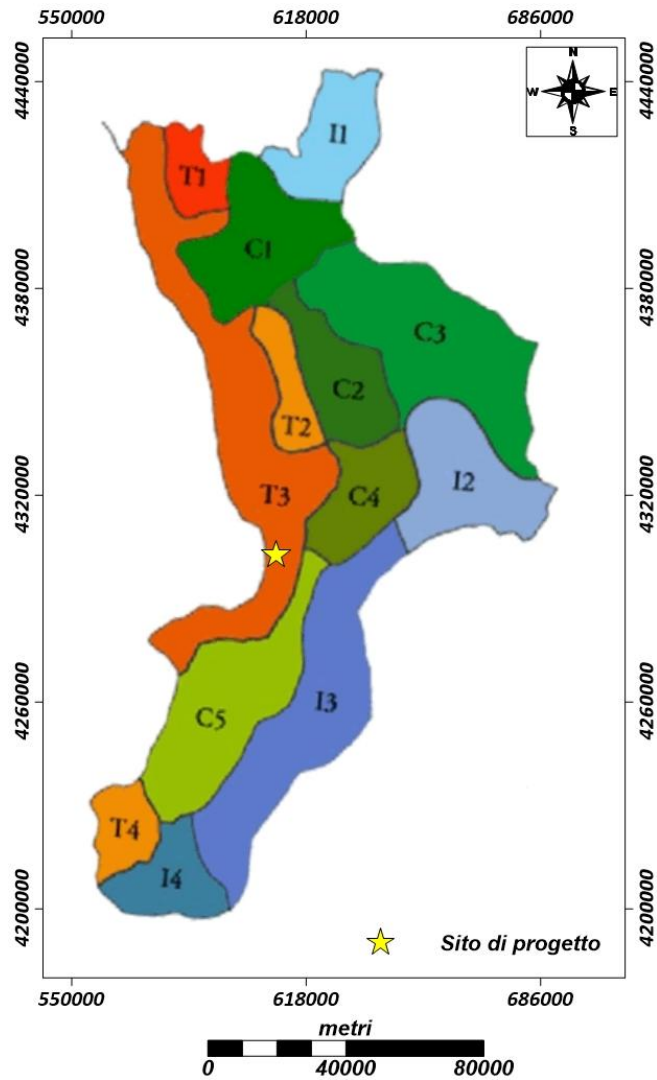 550000 618000 686000
N
W E
S
4440000 4440000
I1
T1
C1
4380000 4380000
C3
C2
T2
I2
T3 C4
4320000 4320000
I3
4260000 4260000
C5
T4
I4
4200000 4200000
Sito di progetto
550000 618000 686000
metri
0 40000 80000